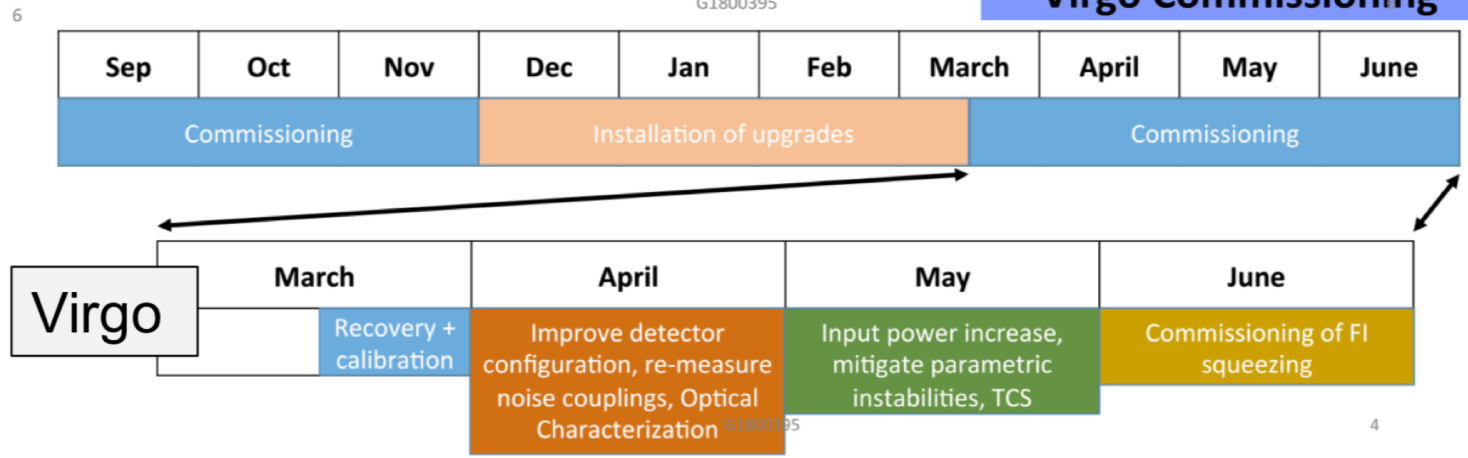 6
G1800395
Virgo Commissioning
Sep Oct Nov Dec Jan Feb March April May June
Commissioning Installation of upgrades Commissioning
Virgo
March April May June
Recovery +
calibration
Improve detector
configuration, re-measure
noise couplings, Optical
Characterization
Input power increase,
mitigate parametric
instabilities, TCS
Commissioning of FI
squeezing
G1800395
4